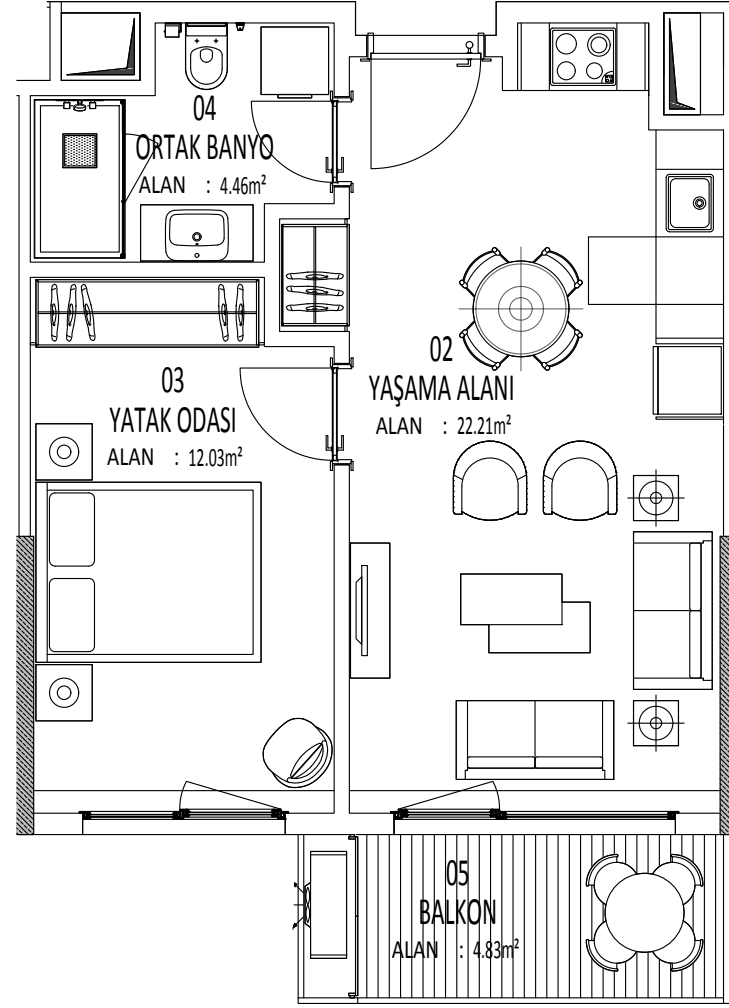 04
ORTAK BANYO
ALAN : 4.46m²
02
YAŞAMA ALANI
ALAN : 22.21m²
03
YATAK ODASI
ALAN : 12.03m²
05
BALKON
ALAN : 4.83m²